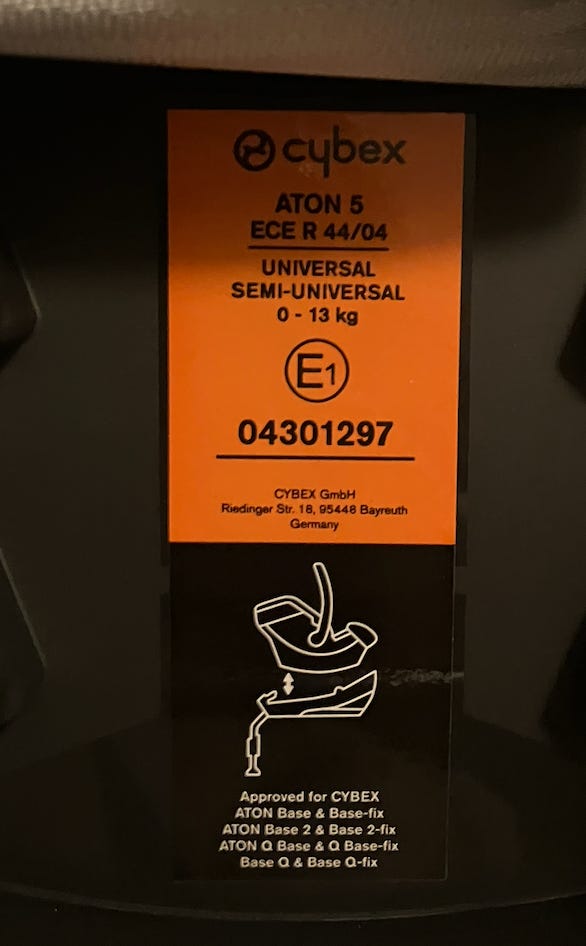 cybex
ATON 5
ECE R 44/04
UNIVERSAL
SEMI-UNIVERSAL
0 - 13 kg
E1
04301297
CYBEX GmbH
Riedinger Str. 18, 95448 Bayreuth
Germany
Approved for CYBEX
ATON Base & Base-fix
ATON Base 2 & Base 2-fix
ATON Q Base & Q Base-fix
Base Q & Base Q-fix